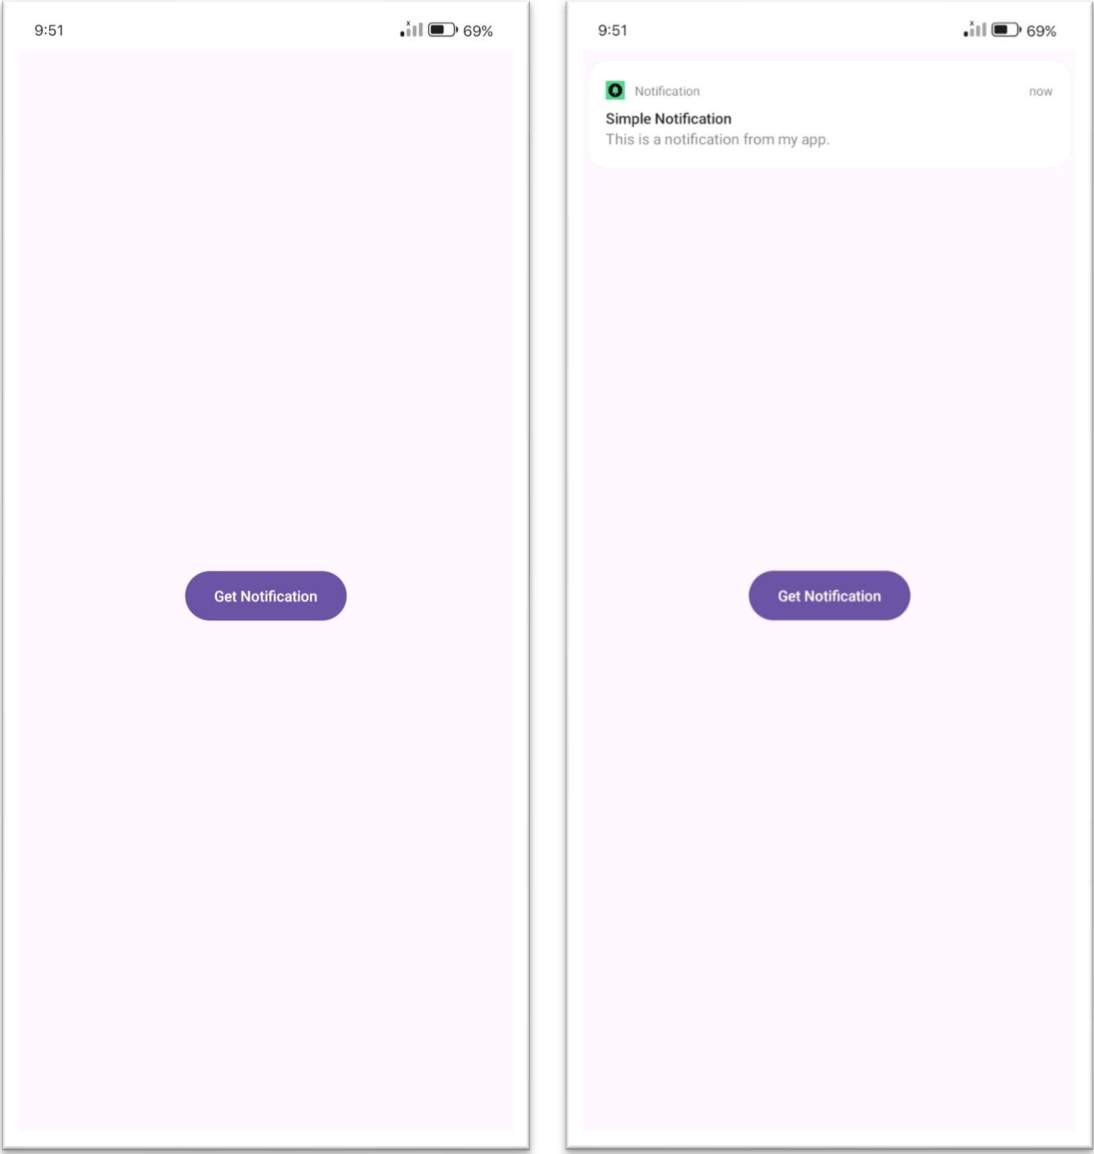 9:51 69%
Get Notification
9:51 69%
Notification now
Simple Notification
This is a notification from my app.
Get Notification